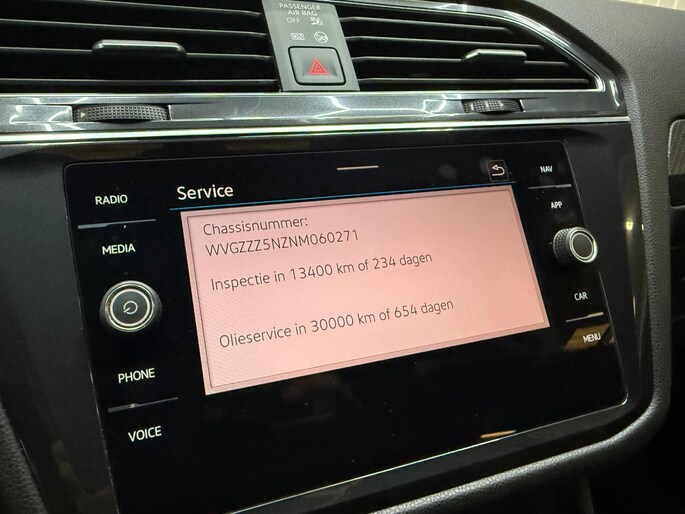 PASSENGER
AIR BAG
OFF
RADIO
MEDIA
PHONE
VOICE
Service
Chassisnummer:
WVGZZZ5NZNM060271
Inspectie in 13400 km of 234 dagen
Olieservice in 30000 km of 654 dagen
NAV
APP
CAR
MENU